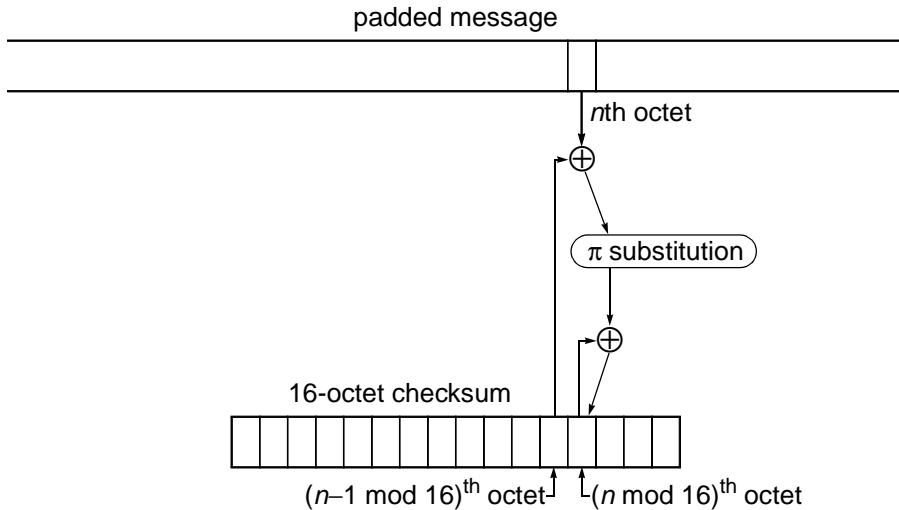 padded message
nth octet
π substitution
16-octet checksum
(n–1 mod 16)th octet
(n mod 16)th octet